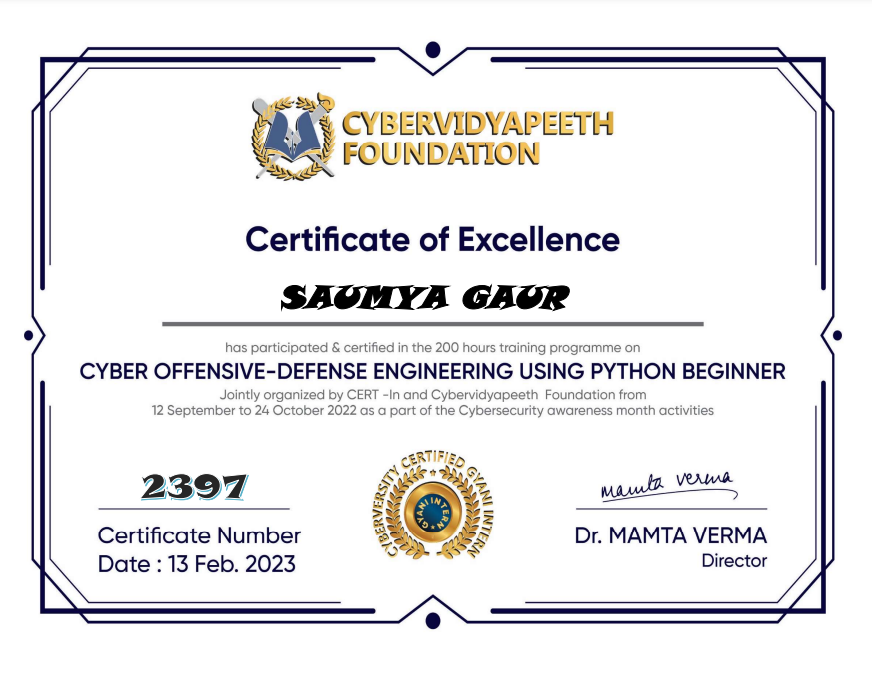 CYBERVIDYAPEETH
FOUNDATION
Certificate of Excellence
SAUMYA GAUR
has participated & certified in the 200 hours training programme on
CYBER OFFENSIVE-DEFENSE ENGINEERING USING PYTHON BEGINNER
Jointly organized by CERT -In and Cybervidyapeeth Foundation from
12 September to 24 October 2022 as a part of the Cybersecurity awareness month activities
2397
Certificate Number
Date : 13 Feb. 2023
CYBERVERSITY CERTIFIED GYANI INTERN
GYANI INTERN
mamta verma
Dr. MAMTA VERMA
Director